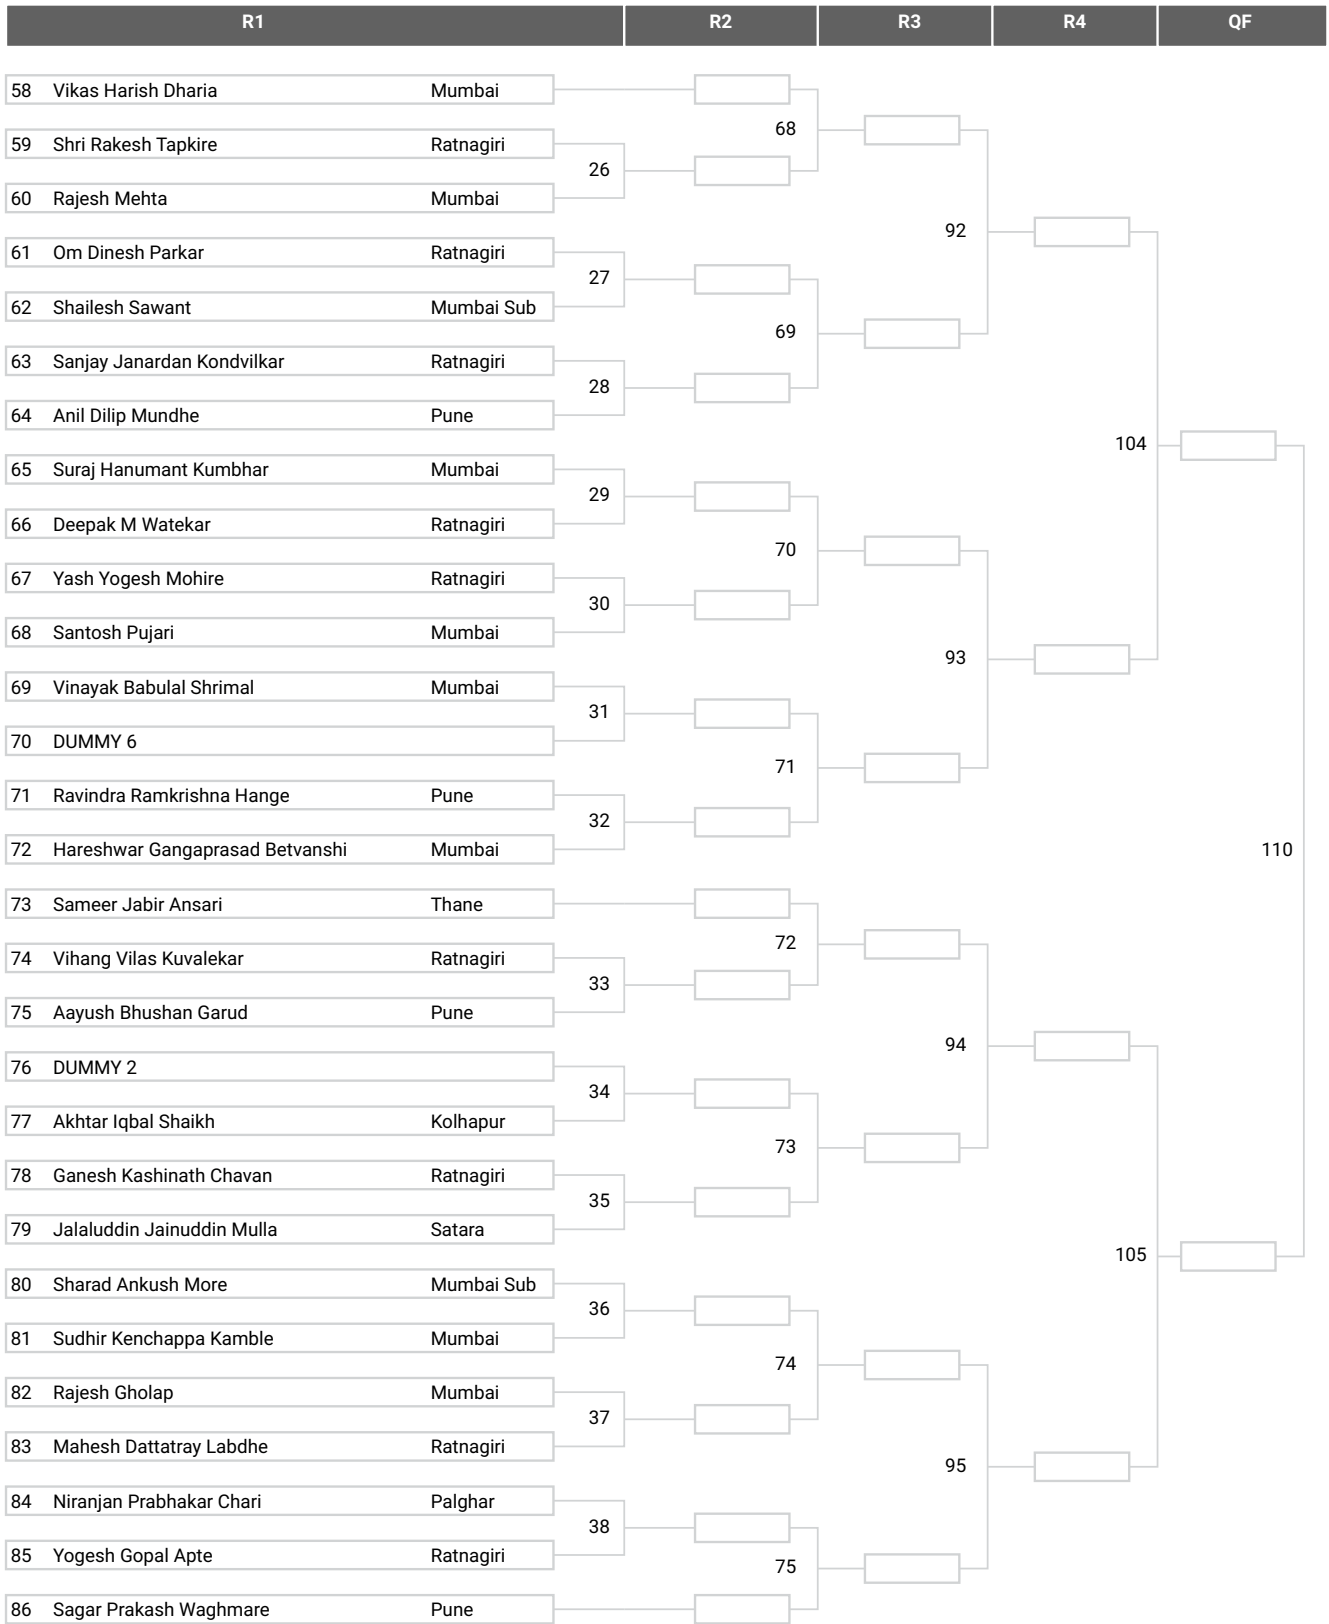 R1 R2 R3 R4 QF
58 Vikas Harish Dharia Mumbai
68
59 Shri Rakesh Tapkire Ratnagiri
26
60 Rajesh Mehta Mumbai
92
61 Om Dinesh Parkar Ratnagiri
27
62 Shailesh Sawant Mumbai Sub
69
63 Sanjay Janardan Kondvilkar Ratnagiri
28
64 Anil Dilip Mundhe Pune
104
65 Suraj Hanumant Kumbhar Mumbai
29
66 Deepak M Watekar Ratnagiri
70
67 Yash Yogesh Mohire Ratnagiri
30
68 Santosh Pujari Mumbai
93
69 Vinayak Babulal Shrimal Mumbai
31
70 DUMMY 6
71
71 Ravindra Ramkrishna Hange Pune
32
72 Hareshwar Gangaprasad Betvanshi Mumbai
110
73 Sameer Jabir Ansari Thane
72
74 Vihang Vilas Kuvalekar Ratnagiri
33
75 Aayush Bhushan Garud Pune
94
76 DUMMY 2
34
77 Akhtar Iqbal Shaikh Kolhapur
73
78 Ganesh Kashinath Chavan Ratnagiri
35
79 Jalaluddin Jainuddin Mulla Satara
105
80 Sharad Ankush More Mumbai Sub
36
81 Sudhir Kenchappa Kamble Mumbai
74
82 Rajesh Gholap Mumbai
37
83 Mahesh Dattatray Labdhe Ratnagiri
95
84 Niranjan Prabhakar Chari Palghar
38
85 Yogesh Gopal Apte Ratnagiri
75
86 Sagar Prakash Waghmare Pune